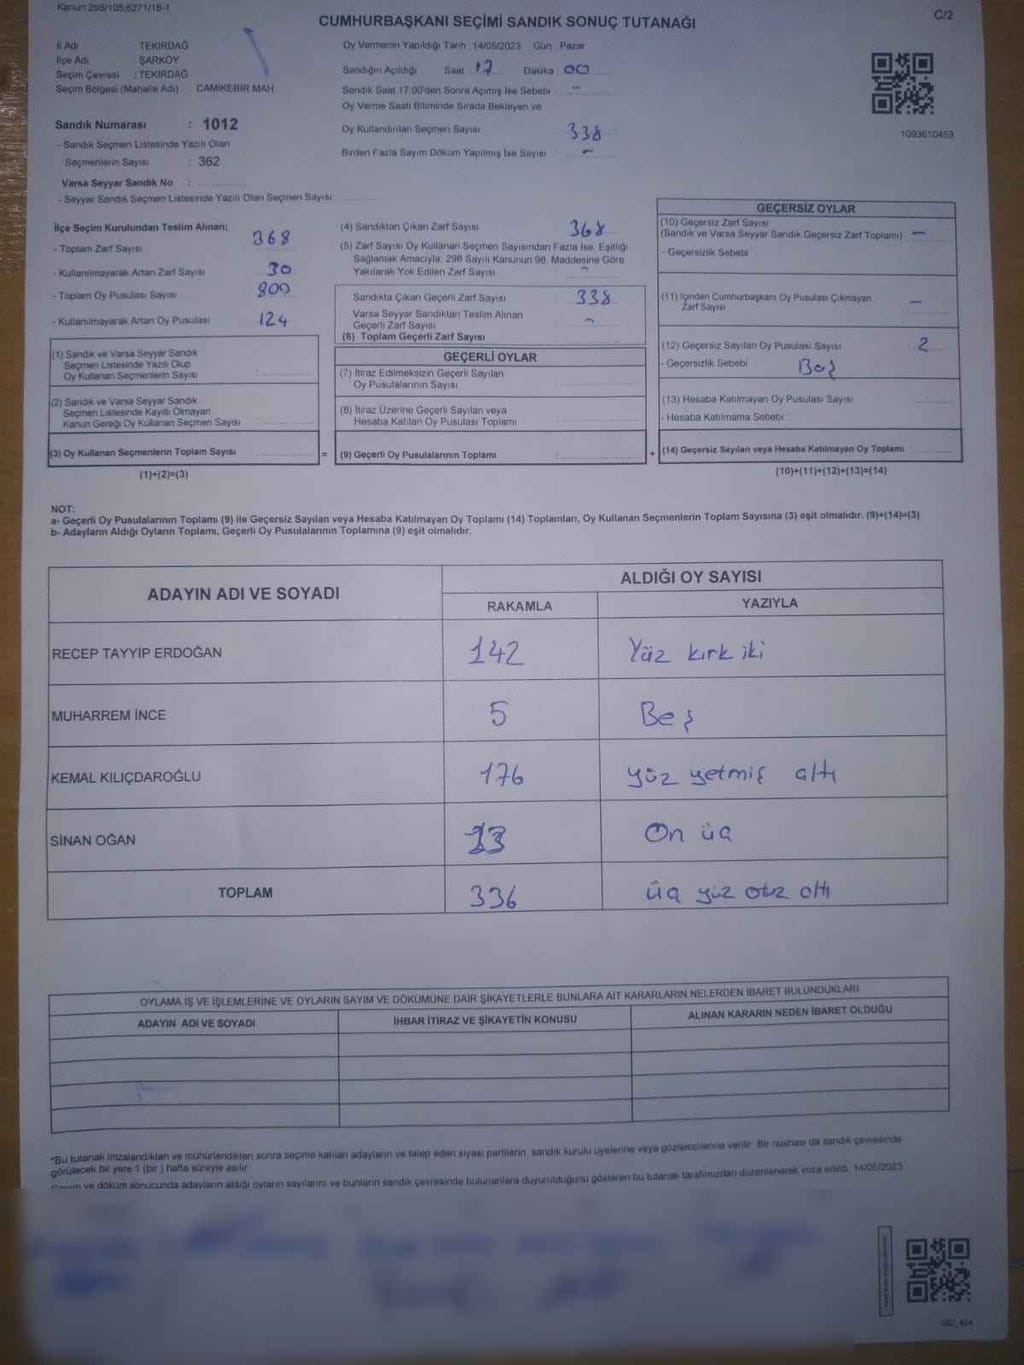 Kanun:298/105;6271/18-1
C/2
CUMHURBAŞKANI SEÇİMİ SANDIK SONUÇ TUTANAĞI
İl Adı TEKİRDAĞ
İlçe Adı ŞARKÖY
Seçim Çevresi : TEKİRDAĞ
Seçim Bölgesi (Mahalle Adı) CAMİKEBİR MAH.
Sandık Numarası : 1012
- Sandık Seçmen Listesinde Yazılı Olan
Seçmenlerin Sayısı : 362
Varsa Seyyar Sandık No :
- Seyyar Sandık Seçmen Listesinde Yazılı Olan Seçmen Sayısı
Oy Vermenin Yapıldığı Tarih : 14/05/2023 Gün : Pazar
Sandığın Açıldığı Saat 17 Dakika 00
Sandık Saat 17:00'den Sonra Açılmış İse Sebebi -
Oy Verme Saati Bitiminde Sırada Bekleyen ve
Oy Kullandırılan Seçmen Sayısı 338
Birden Fazla Sayım Döküm Yapılmış İse Sayısı -
1093610453
İlçe Seçim Kurulundan Teslim Alınan;
- Toplam Zarf Sayısı 368
- Kullanılmayarak Artan Zarf Sayısı 30
- Toplam Oy Pusulası Sayısı
- Kullanılmayarak Artan Oy Pusulası 124
(1) Sandık ve Varsa Seyyar Sandık
Seçmen Listesinde Yazılı Olup
Oy Kullanan Seçmenlerin Sayısı
(2) Sandık ve Varsa Seyyar Sandık
Seçmen Listesinde Kayıtlı Olmayan
Kanun Gereği Oy Kullanan Seçmen Sayısı
(3) Oy Kullanan Seçmenlerin Toplam Sayısı
(1)+(2)=(3)
(4) Sandıktan Çıkan Zarf Sayısı 368
(5) Zarf Sayısı Oy Kullanan Seçmen Sayısından Fazla İse, Eşitliği
Sağlamak Amacıyla, 298 Sayılı Kanunun 98. Maddesine Göre
Yakılarak Yok Edilen Zarf Sayısı -
Sandıkta Çıkan Geçerli Zarf Sayısı 338
Varsa Seyyar Sandıktan Teslim Alınan
Geçerli Zarf Sayısı -
(6) Toplam Geçerli Zarf Sayısı
GEÇERLİ OYLAR
(7) İtiraz Edilmeksizin Geçerli Sayılan
Oy Pusulalarının Sayısı
(8) İtiraz Üzerine Geçerli Sayılan veya
Hesaba Katılan Oy Pusulası Toplamı
= (9) Geçerli Oy Pusulalarının Toplamı
GEÇERSİZ OYLAR
(10) Geçersiz Zarf Sayısı
(Sandık ve Varsa Seyyar Sandık Geçersiz Zarf Toplamı) -
- Geçersizlik Sebebi
(11) İçinden Cumhurbaşkanı Oy Pusulası Çıkmayan
Zarf Sayısı -
(12) Geçersiz Sayılan Oy Pusulası Sayısı 2
- Geçersizlik Sebebi Boş
(13) Hesaba Katılmayan Oy Pusulası Sayısı
- Hesaba Katılmama Sebebi
+ (14) Geçersiz Sayılan veya Hesaba Katılmayan Oy Toplamı
(10)+(11)+(12)+(13)=(14)
NOT:
a- Geçerli Oy Pusulalarının Toplamı (9) ile Geçersiz Sayılan veya Hesaba Katılmayan Oy Toplamı (14) Toplamları, Oy Kullanan Seçmenlerin Toplam Sayısına (3) eşit olmalıdır. (9)+(14)=(3)
b- Adayların Aldığı Oyların Toplamı, Geçerli Oy Pusulalarının Toplamına (9) eşit olmalıdır.
ADAYIN ADI VE SOYADI ALDIĞI OY SAYISI
RAKAMLA YAZIYLA
RECEP TAYYİP ERDOĞAN 142 Yüz kırk iki
MUHARREM İNCE 5 Beş
KEMAL KILIÇDAROĞLU 176 yüz yetmiş altı
SİNAN OĞAN 13 On üç
TOPLAM 336 üç yüz otuz altı
OYLAMA İŞ VE İŞLEMLERİNE VE OYLARIN SAYIM VE DÖKÜMÜNE DAİR ŞİKAYETLERLE BUNLARA AİT KARARLARIN NELERDEN İBARET BULUNDUKLARI
ADAYIN ADI VE SOYADI İHBAR İTİRAZ VE ŞİKAYETİN KONUSU ALINAN KARARIN NEDEN İBARET OLDUĞU
"Bu tutanak imzalandıktan ve mühürlendikten sonra seçime katılan adayların ve talep eden siyasi partilerin sandık kurulu üyelerine veya gözlemcilerine verilir. Bir nüshası da sandık çevresinde
görülecek bir yere 1 (bir ) hafta süreyle asılır.
ve döküm sonucunda adayların aldığı oyların sayılarını ve bunların sandık çevresinde bulunanlara duyurulduğunu gösteren bu tutanak tarafımızdan düzenlenerek imza edildi. 14/05/2023